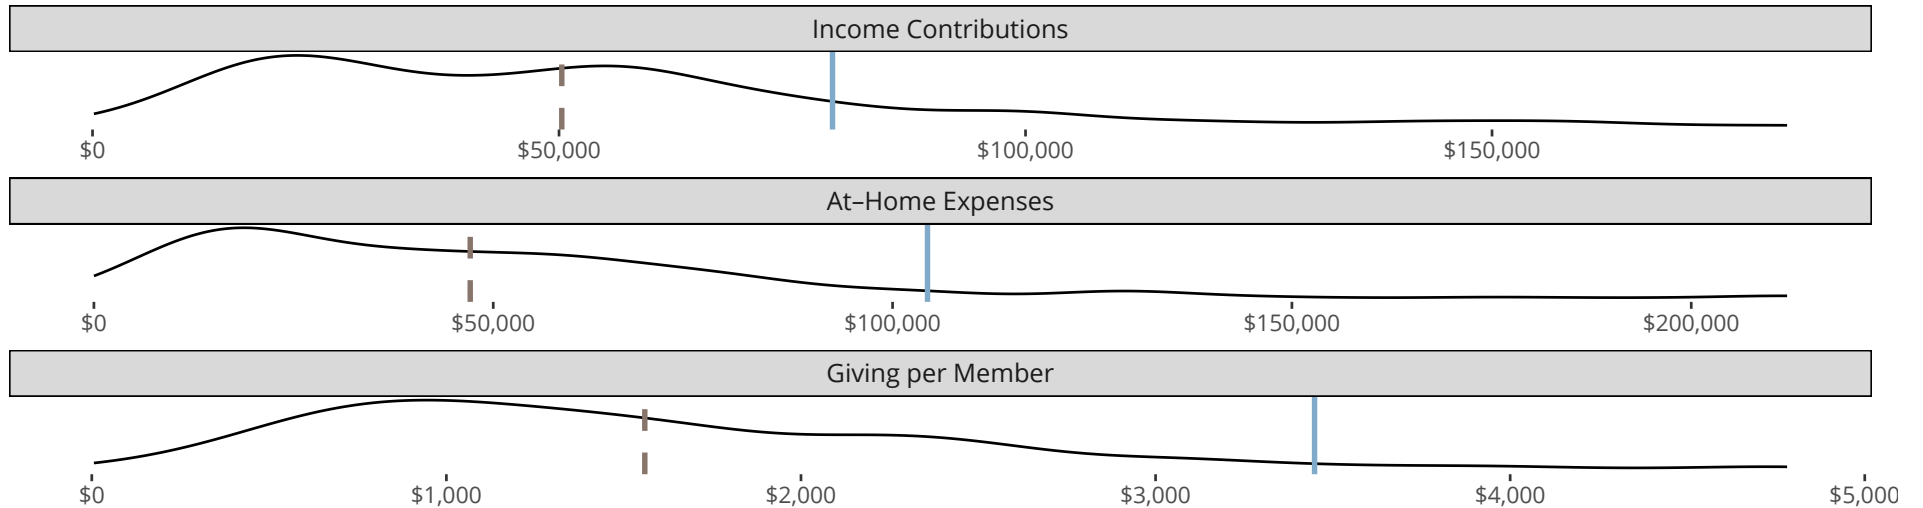 Income Contributions
$0 $50,000 $100,000 $150,000
At–Home Expenses
$0 $50,000 $100,000 $150,000 $200,000
Giving per Member
$0 $1,000 $2,000 $3,000 $4,000 $5,000